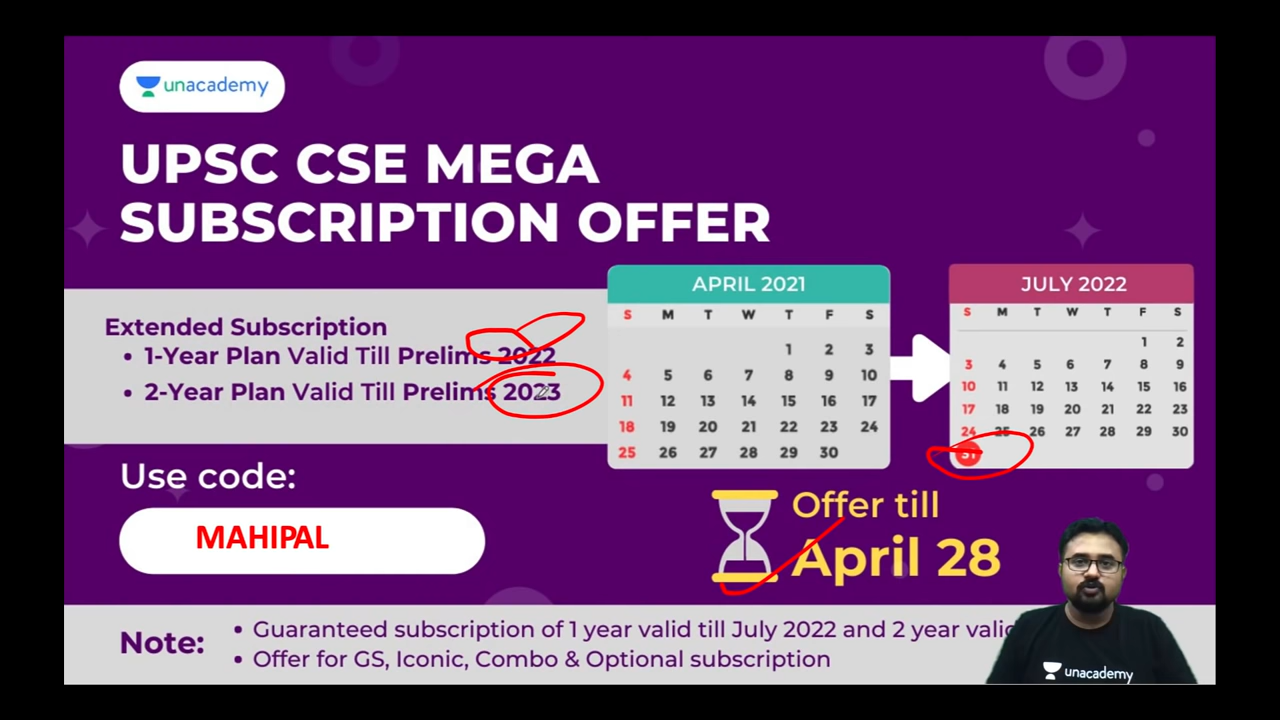 unacademy
UPSC CSE MEGA
SUBSCRIPTION OFFER
Extended Subscription
• 1-Year Plan Valid Till Prelims 2022
• 2-Year Plan Valid Till Prelims 2023
APRIL 2021
S M T W T F S
1 2 3
4 5 6 7 8 9 10
11 12 13 14 15 16 17
18 19 20 21 22 23 24
25 26 27 28 29 30
JULY 2022
S M T W T F S
1 2
3 4 5 6 7 8 9
10 11 12 13 14 15 16
17 18 19 20 21 22 23
24 25 26 27 28 29 30
31
Use code:
MAHIPAL
Offer till
April 28
Note:
• Guaranteed subscription of 1 year valid till July 2022 and 2 year
• Offer for GS, Iconic, Combo & Optional subscription
unacademy